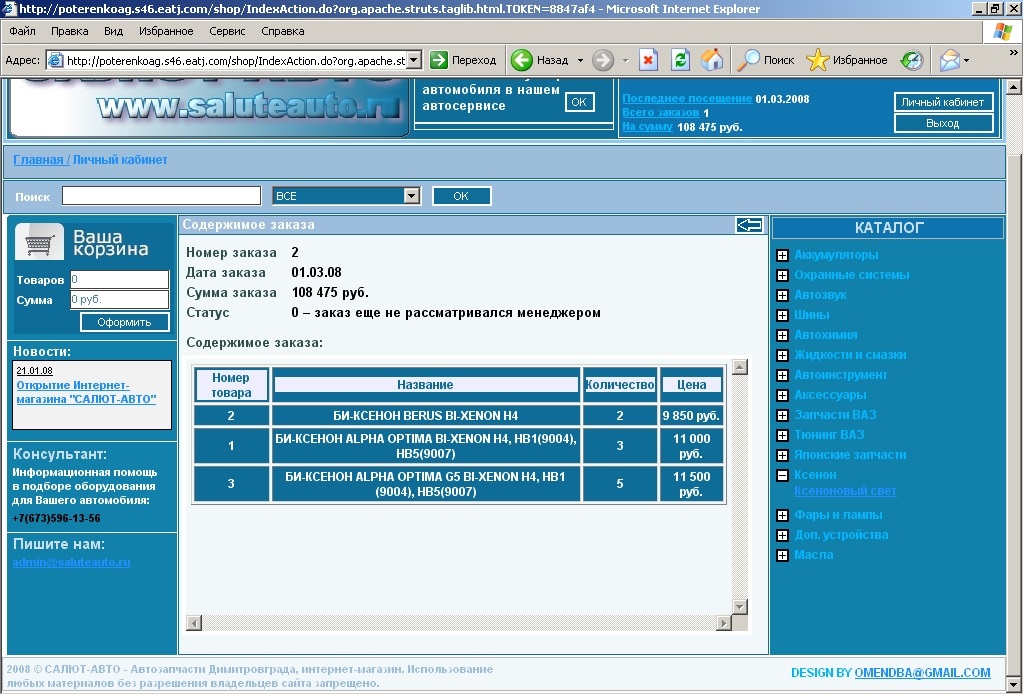 http://poterenkoag.s46.eatj.com/shop/IndexAction.do?org.apache.struts.taglib.html.TOKEN=8847af4 - Microsoft Internet Explorer
Файл Правка Вид Избранное Сервис Справка
Адрес: http://poterenkoag.s46.eatj.com/shop/IndexAction.do?org.apache.st Переход Назад Поиск Избранное
www.saluteauto.ru
автомобиля в нашем
автосервисе OK
Последнее посещение 01.03.2008
Всего заказов 1
На сумму 108 475 руб.
Личный кабинет
Выход
Главная / Личный кабинет
Поиск ВСЕ OK
Ваша
корзина
Товаров 0
Сумма 0 руб.
Оформить
Новости:
21.01.08
Открытие Интернет-
магазина "САЛЮТ-АВТО"
Консультант:
Информационная помощь
в подборе оборудования
для Вашего автомобиля:
+7(673)596-13-56
Пишите нам:
admin@saluteauto.ru
Содержимое заказа
Номер заказа 2
Дата заказа 01.03.08
Сумма заказа 108 475 руб.
Статус 0 – заказ еще не рассматривался менеджером
Содержимое заказа:
Номер товара Название Количество Цена
2 БИ-КСЕНОН BERUS BI-XENON H4 2 9 850 руб.
1 БИ-КСЕНОН ALPHA OPTIMA BI-XENON H4, HB1(9004), HB5(9007) 3 11 000 руб.
3 БИ-КСЕНОН ALPHA OPTIMA G5 BI-XENON H4, HB1 (9004), HB5(9007) 5 11 500 руб.
КАТАЛОГ
Аккумуляторы
Охранные системы
Автозвук
Шины
Автохимия
Жидкости и смазки
Автоинструмент
Аксессуары
Запчасти ВАЗ
Тюнинг ВАЗ
Японские запчасти
Ксенон
Ксеноновый свет
Фары и лампы
Доп. устройства
Масла
2008 © САЛЮТ-АВТО - Автозапчасти Димитровграда, интернет-магазин. Использование
любых материалов без разрешения владельцев сайта запрещено.
DESIGN BY OMENDBA@GMAIL.COM